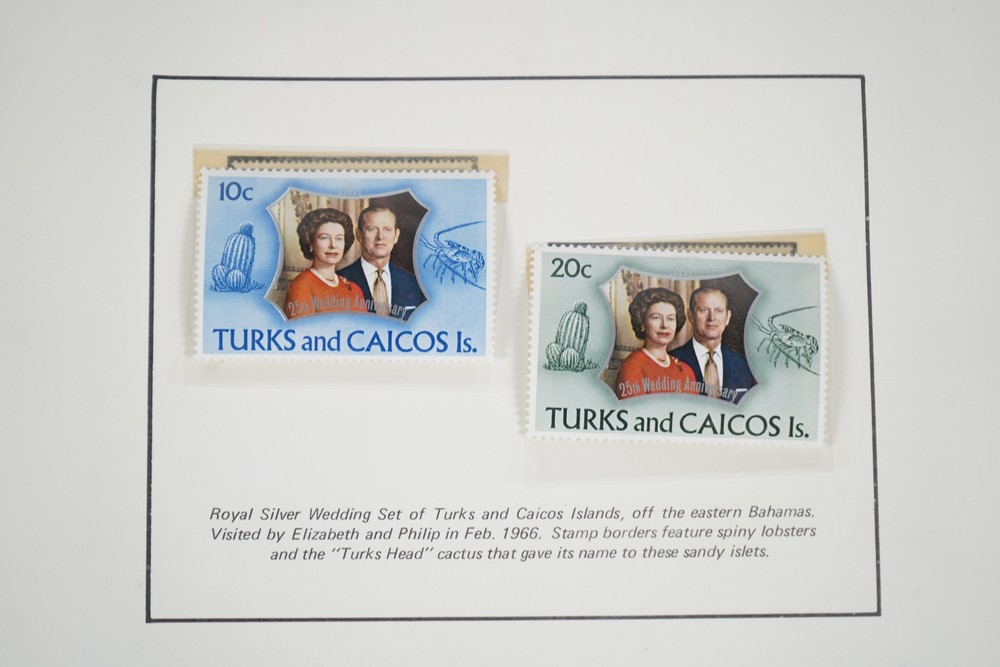 10c
25th Wedding Anniversary
TURKS and CAICOS Is.
20c
25th Wedding Anniversary
TURKS and CAICOS Is.
Royal Silver Wedding Set of Turks and Caicos Islands, off the eastern Bahamas.
Visited by Elizabeth and Philip in Feb. 1966. Stamp borders feature spiny lobsters
and the "Turks Head" cactus that gave its name to these sandy islets.